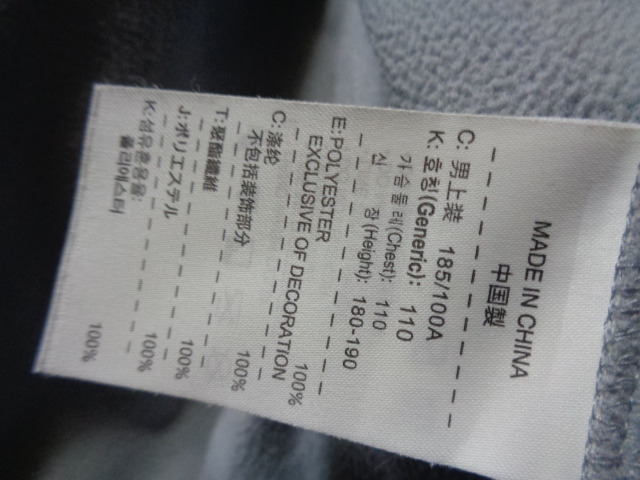 MADE IN CHINA
中国製
C: 男上装 185/100A
K: 호칭(Generic): 110
가슴둘레(Chest): 110
신 장(Height): 180-190
E: POLYESTER 100%
EXCLUSIVE OF DECORATION
C: 涤纶 100%
不包括装饰部分
T: 聚酯纖維 100%
J: ポリエステル 100%
K: 섬유혼용율:
폴리에스터 100%